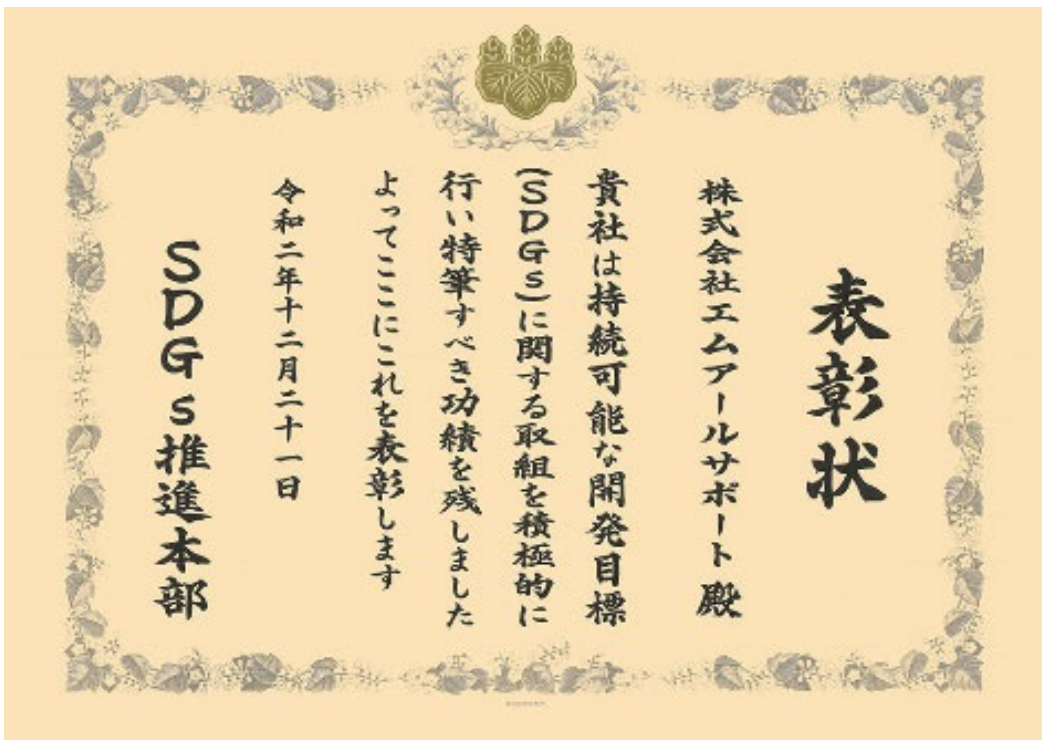 表彰状
株式会社エムアールサポート 殿
貴社は持続可能な開発目標
(SDGs)に関する取組を積極的に
行い特筆すべき功績を残しました
よってここにこれを表彰します
令和二年十二月二十一日
SDGs推進本部